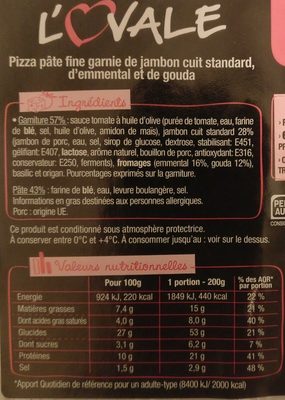 L'OVALE
Pizza pâte fine garnie de jambon cuit standard,
d'emmental et de gouda
Ingrédients
• Garniture 57% : sauce tomate à huile d'olive (purée de tomate, eau, farine
de blé, sel, huile d'olive, amidon de maïs), jambon cuit standard 28%
(jambon de porc, eau, sel, sirop de glucose, dextrose, stabilisant: E451,
gélifiant: E407, lactose, arôme naturel, bouillon de porc, antioxydant: E316,
conservateur: E250, ferments), fromages (emmental 16%, gouda 12%),
basilic et origan. Pourcentages exprimés sur la garniture.
Pâte 43% : farine de blé, eau, levure boulangère, sel.
Informations en gras destinées aux personnes allergiques.
Porc : origine UE.
Ce produit est conditionné sous atmosphère protectrice.
À conserver entre 0°C et +4°C. À consommer jusqu'au : voir sur le dessus.
Valeurs nutritionnelles
Pour 100g 1 portion - 200g % des AQR* par portion
Energie 924 kJ, 220 kcal 1849 kJ, 440 kcal 22 %
Matières grasses 7,4 g 15 g 21 %
Dont acides gras saturés 4,0 g 8,0 g 40 %
Glucides 27 g 53 g 21 %
Dont sucres 3,1 g 6,2 g 7 %
Protéines 10 g 21 g 41 %
Sel 1,5 g 2,9 g 48 %
*Apport Quotidien de référence pour un adulte-type (8400 kJ/ 2000 kcal)